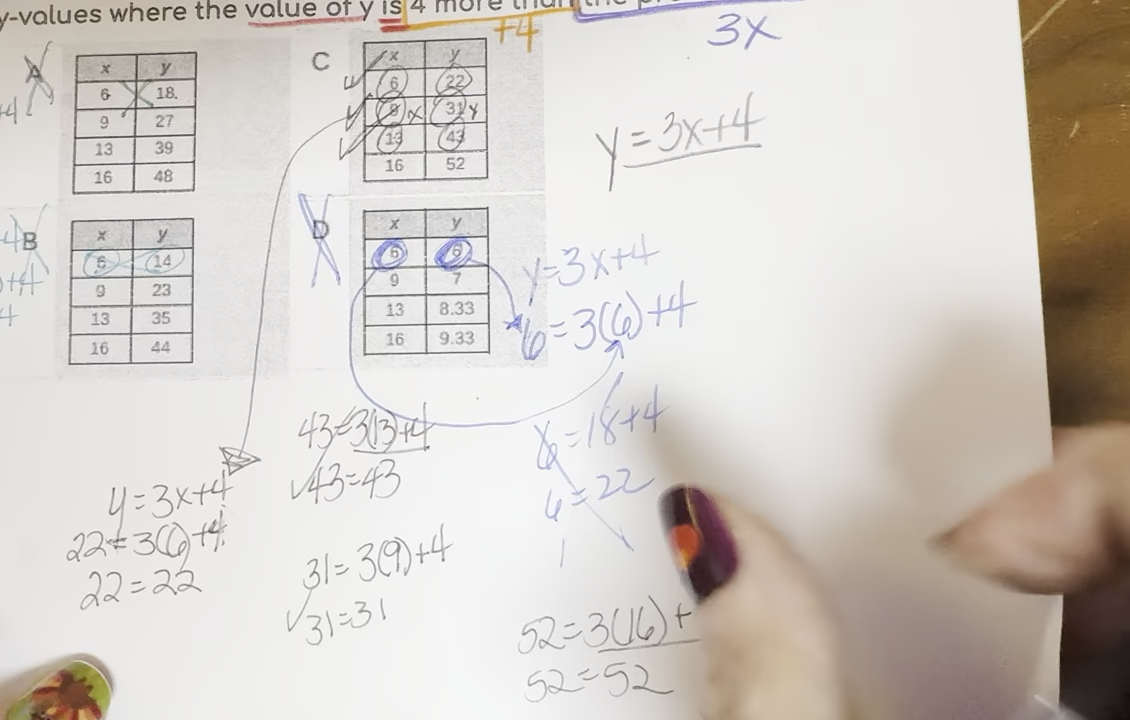 y-values where the value of y is 4 more than the
+4
3x
A
x y
6 18
9 27
13 39
16 48
C
x y
6 22
9 x 31 y
13 43
16 52
y=3x+4
B
x y
6 14
9 23
13 35
16 44
D
x y
6 6
9 7
13 8.33
16 9.33
y=3x+4
6=3(6)+4
6=18+4
6=22
43=3(13)+4
43=43
y=3x+4
22=3(6)+4
22=22
31=3(9)+4
31=31
52=3(16)+
52=52